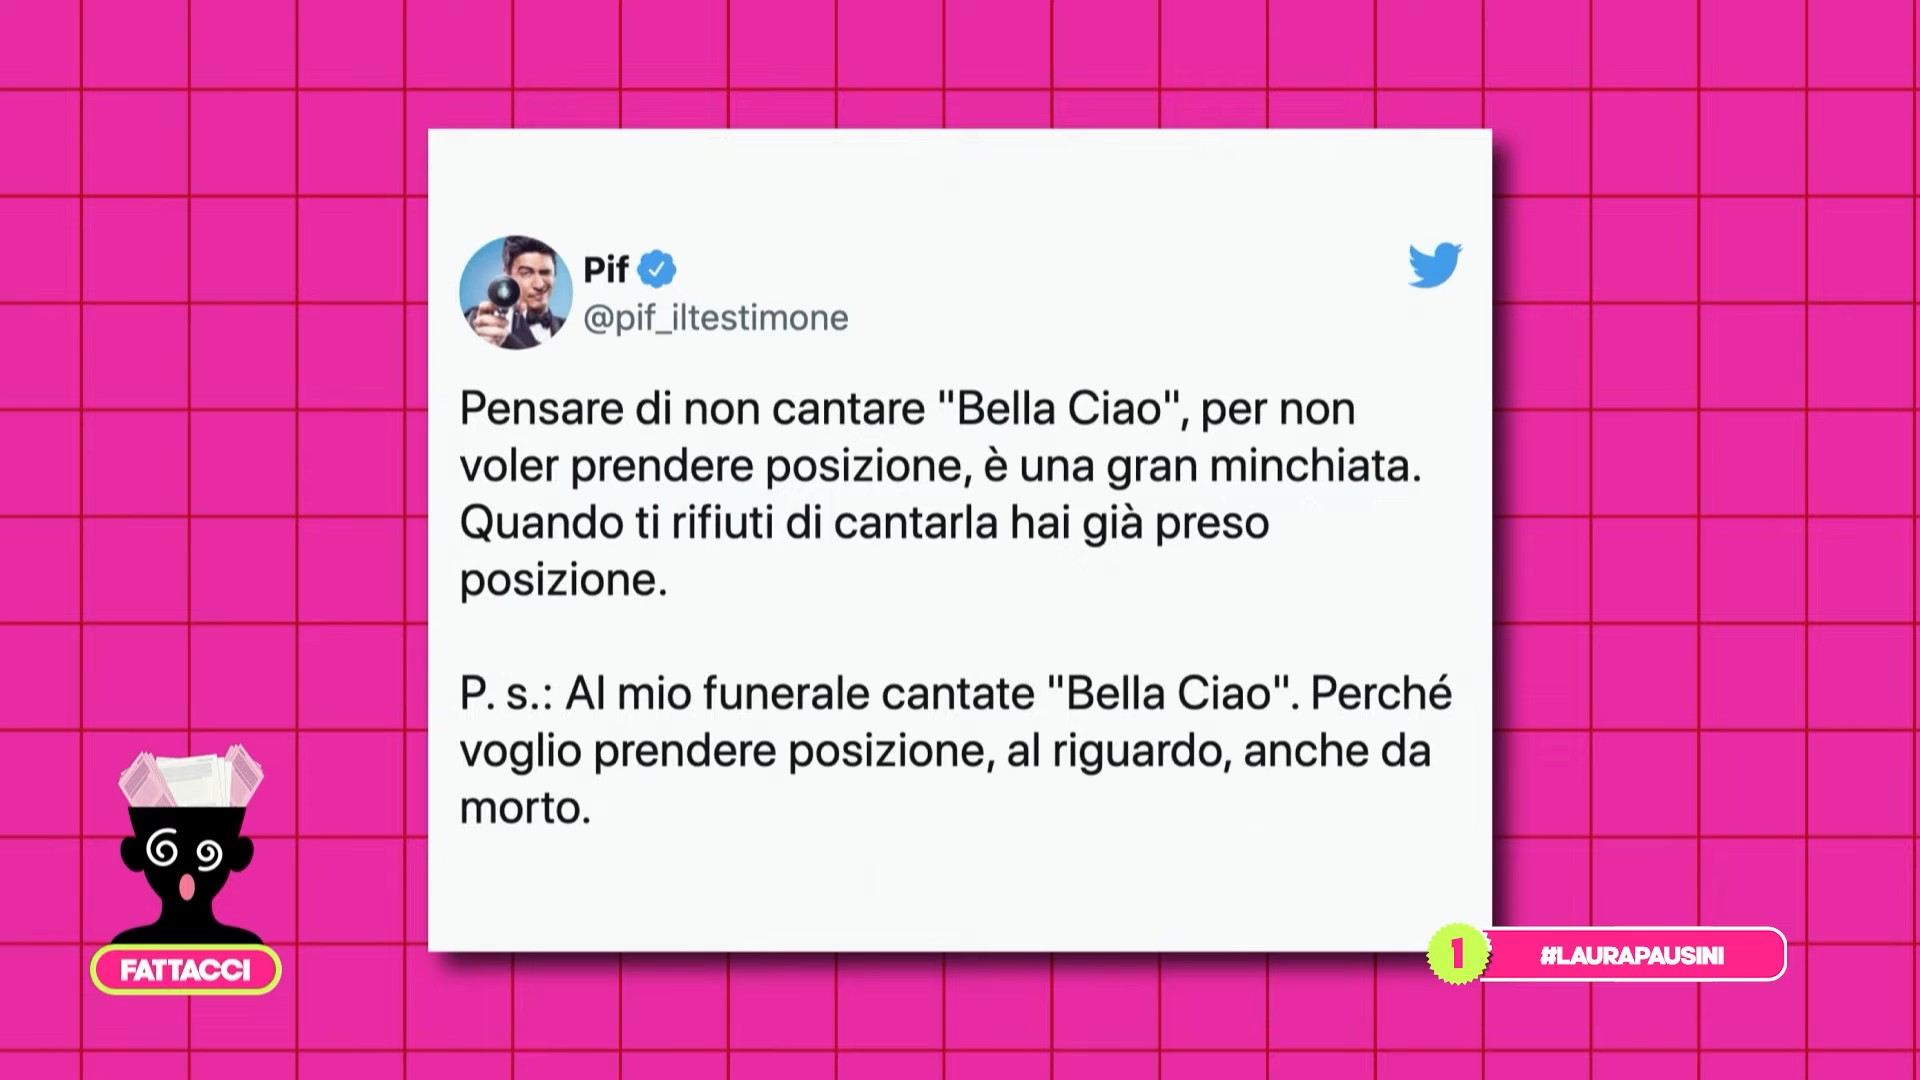 Pif
@pif_iltestimone
Pensare di non cantare "Bella Ciao", per non
voler prendere posizione, è una gran minchiata.
Quando ti rifiuti di cantarla hai già preso
posizione.
P. s.: Al mio funerale cantate "Bella Ciao". Perché
voglio prendere posizione, al riguardo, anche da
morto.
FATTACCI
1
#LAURAPAUSINI